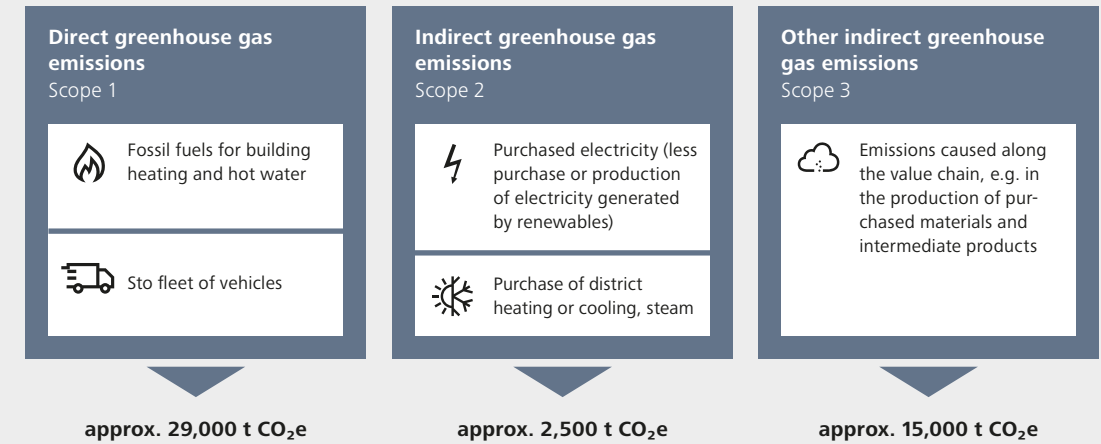 Direct greenhouse gas
emissions
Scope 1
Fossil fuels for building
heating and hot water
Sto fleet of vehicles
approx. 29,000 t CO₂e
Indirect greenhouse gas
emissions
Scope 2
Purchased electricity (less
purchase or production
of electricity generated
by renewables)
Purchase of district
heating or cooling, steam
approx. 2,500 t CO₂e
Other indirect greenhouse
gas emissions
Scope 3
Emissions caused along
the value chain, e.g. in
the production of pur-
chased materials and
intermediate products
approx. 15,000 t CO₂e